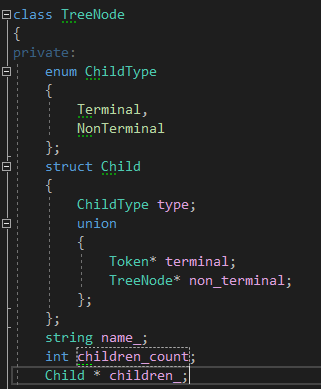 class TreeNode
{
private:
    enum ChildType
    {
        Terminal,
        NonTerminal
    };
    struct Child
    {
        ChildType type;
        union
        {
            Token* terminal;
            TreeNode* non_terminal;
        };
    };
    string name_;
    int children_count;
    Child * children_;